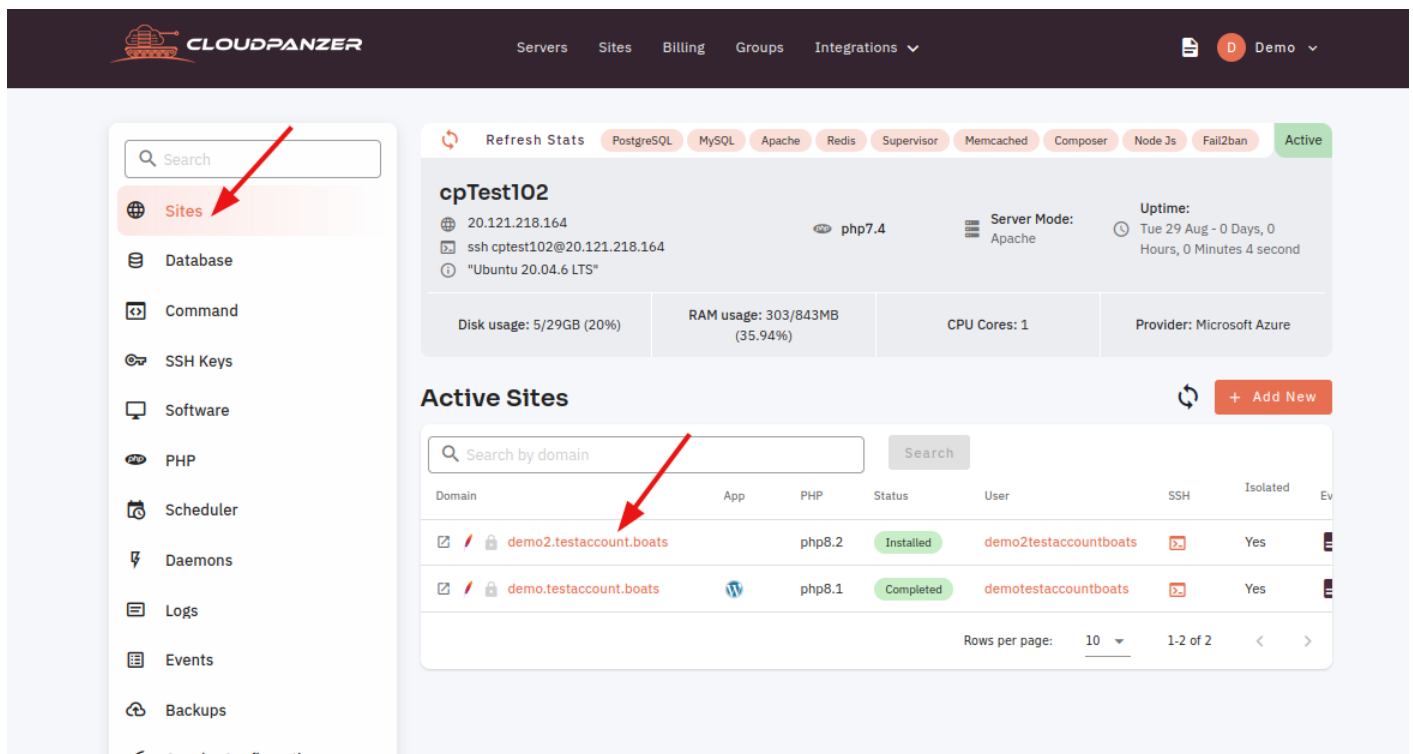 CLOUDPANZER
Servers Sites Billing Groups Integrations
D Demo
Search
Sites
Database
Command
SSH Keys
Software
php PHP
Scheduler
Daemons
Logs
Events
Backups
Refresh Stats PostgreSQL MySQL Apache Redis Supervisor Memcached Composer Node Js Fail2ban Active
cpTest102
20.121.218.164
ssh cptest102@20.121.218.164
"Ubuntu 20.04.6 LTS"
php php7.4
Server Mode:
Apache
Uptime:
Tue 29 Aug - 0 Days, 0
Hours, 0 Minutes 4 second
Disk usage: 5/29GB (20%)
RAM usage: 303/843MB
(35.94%)
CPU Cores: 1
Provider: Microsoft Azure
Active Sites
+ Add New
Search by domain Search
Domain App PHP Status User SSH Isolated
demo2.testaccount.boats php8.2 Installed demo2testaccountboats Yes
demo.testaccount.boats php8.1 Completed demotestaccountboats Yes
Rows per page: 10 1-2 of 2